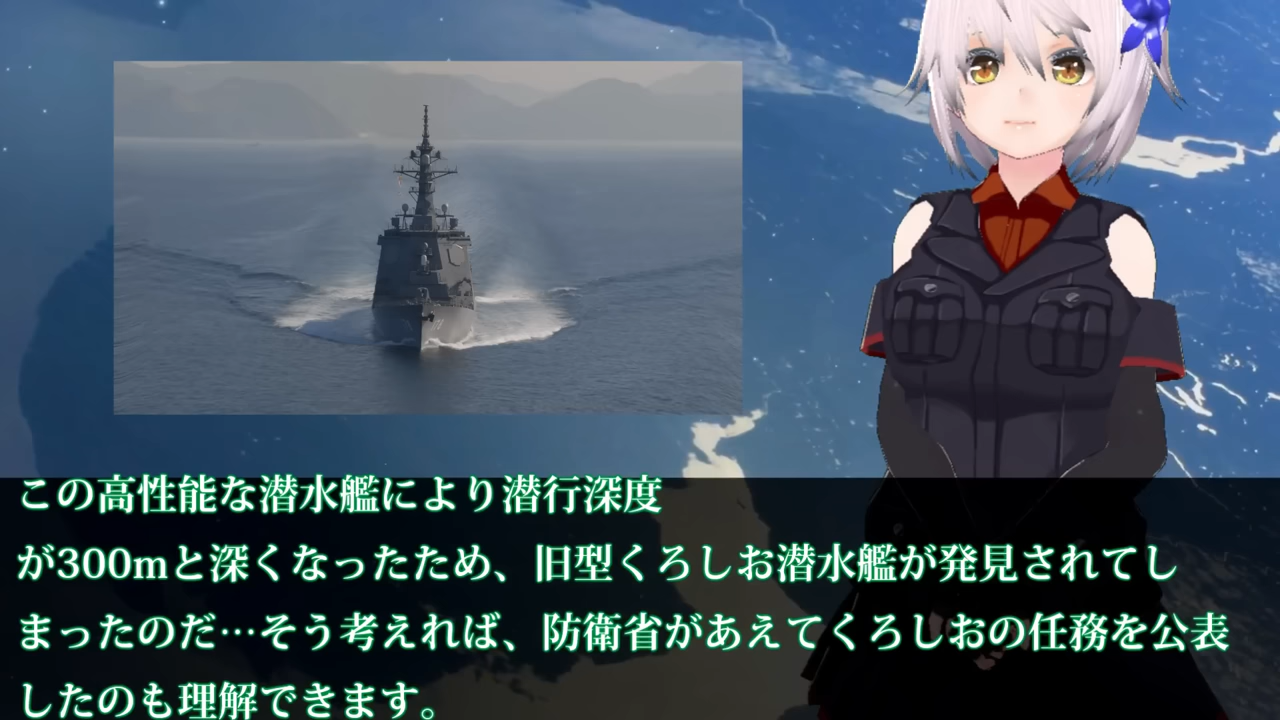 この高性能な潜水艦により潜行深度
が300mと深くなったため、旧型くろしお潜水艦が発見されてし
まったのだ…そう考えれば、防衛省があえてくろしおの任務を公表
したのも理解できます。